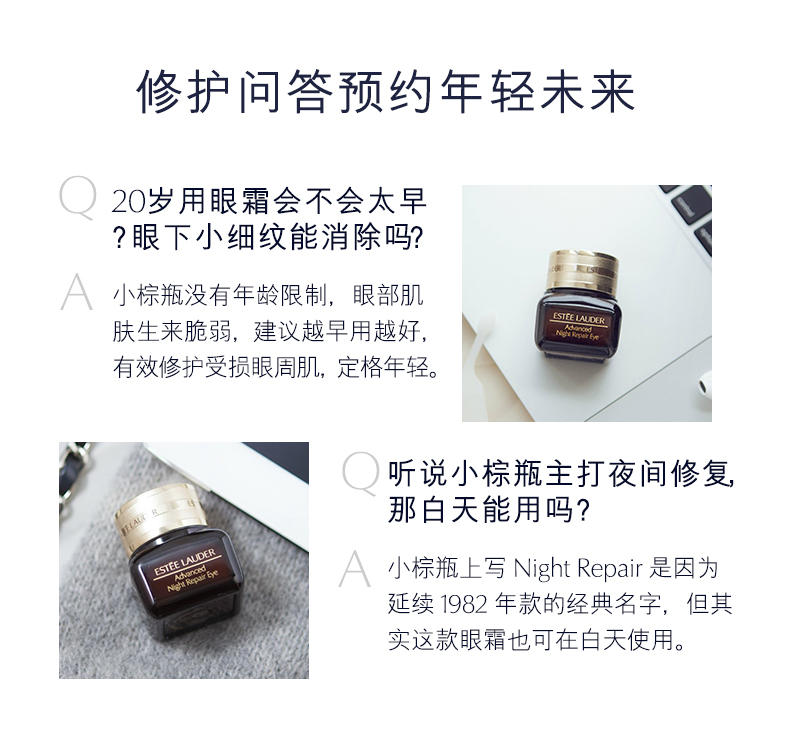 修护问答预约年轻未来
Q
20岁用眼霜会不会太早
?眼下小细纹能消除吗?
A
小棕瓶没有年龄限制，眼部肌
肤生来脆弱，建议越早用越好，
有效修护受损眼周肌，定格年轻。
ESTĒE LAUDER
Advanced
Night Repair Eye
ESTĒE LAUDER
Advanced
Night Repair Eye
Q
听说小棕瓶主打夜间修复，
那白天能用吗?
A
小棕瓶上写 Night Repair 是因为
延续 1982 年款的经典名字，但其
实这款眼霜也可在白天使用。